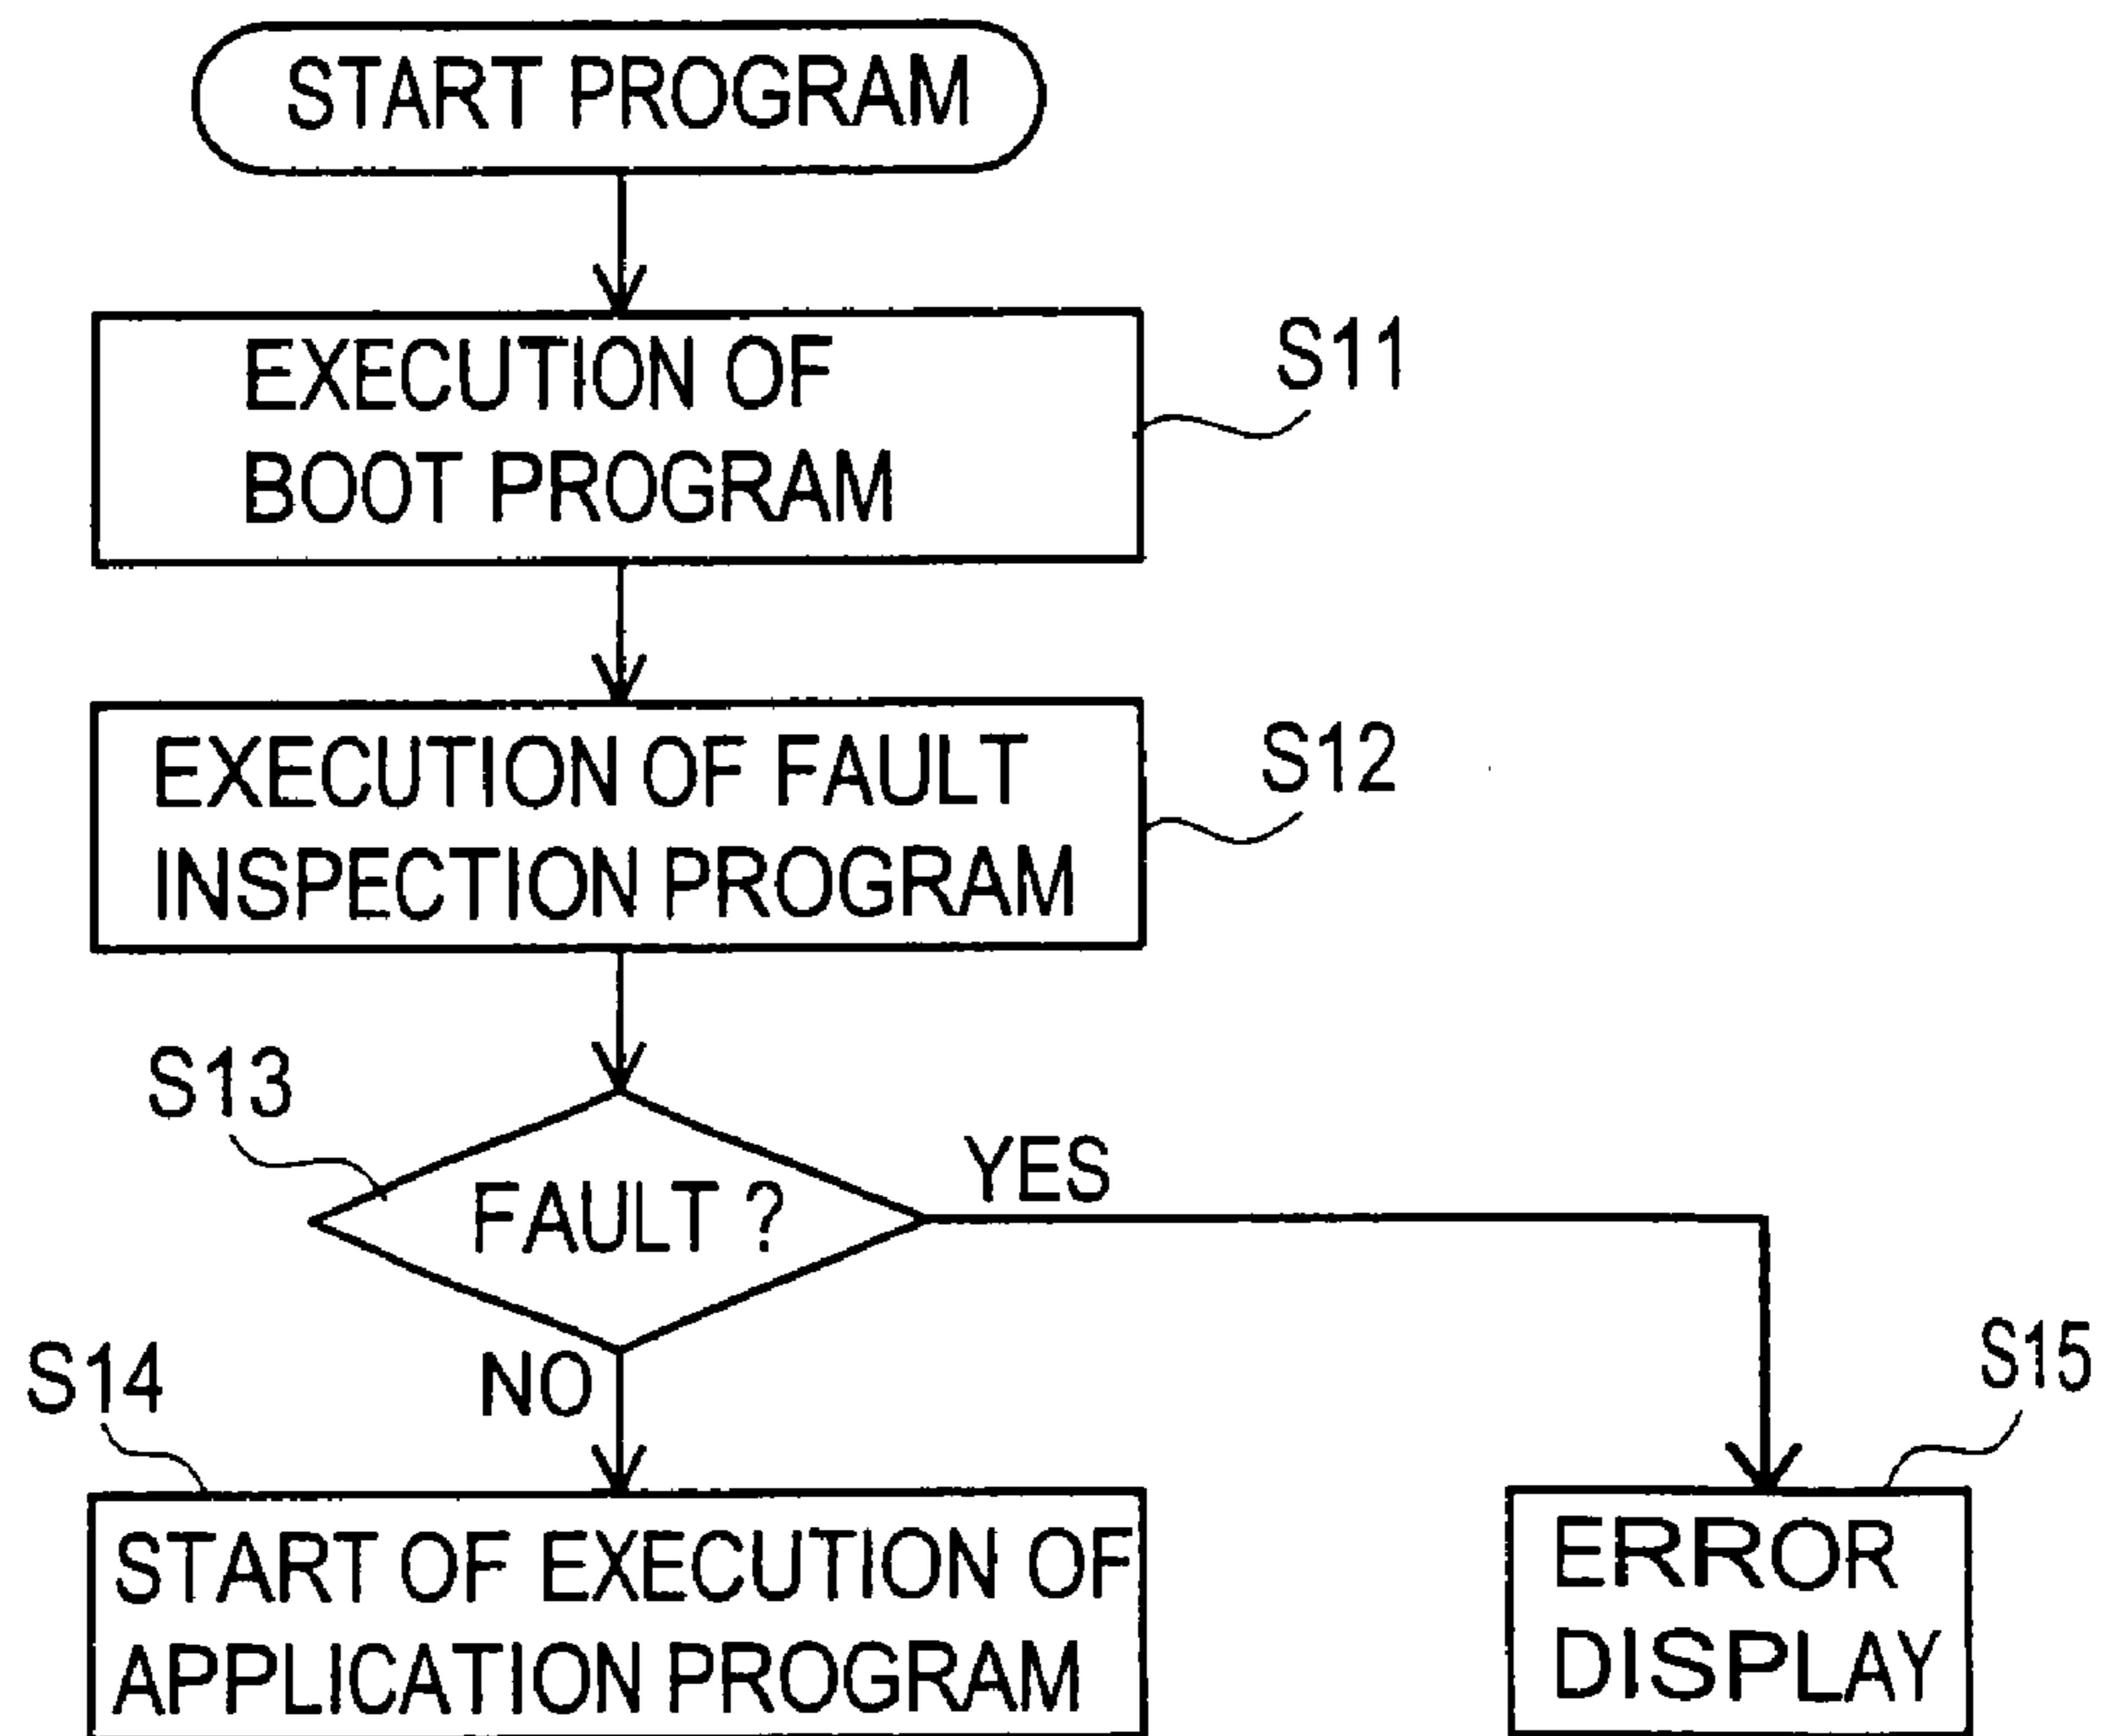 START PROGRAM
EXECUTION OF
BOOT PROGRAM
S11
EXECUTION OF FAULT
INSPECTION PROGRAM
S12
S13
FAULT ?
YES
NO
S14
START OF EXECUTION OF
APPLICATION PROGRAM
S15
ERROR
DISPLAY